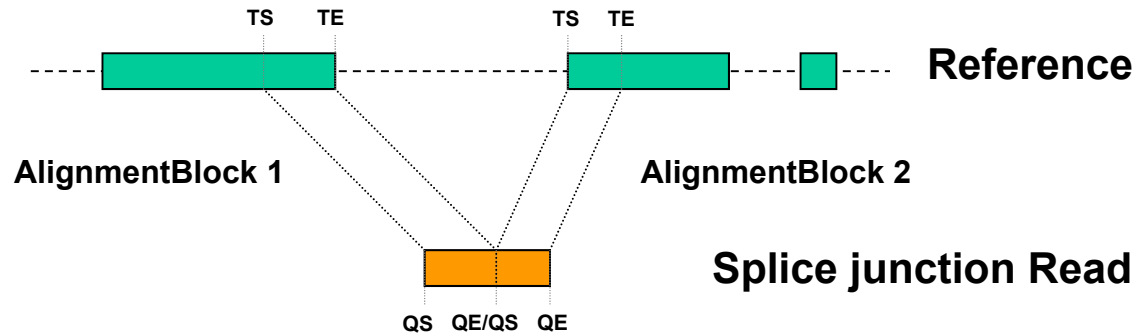 TS TE TS TE
Reference
AlignmentBlock 1 AlignmentBlock 2
Splice junction Read
QS QE/QS QE